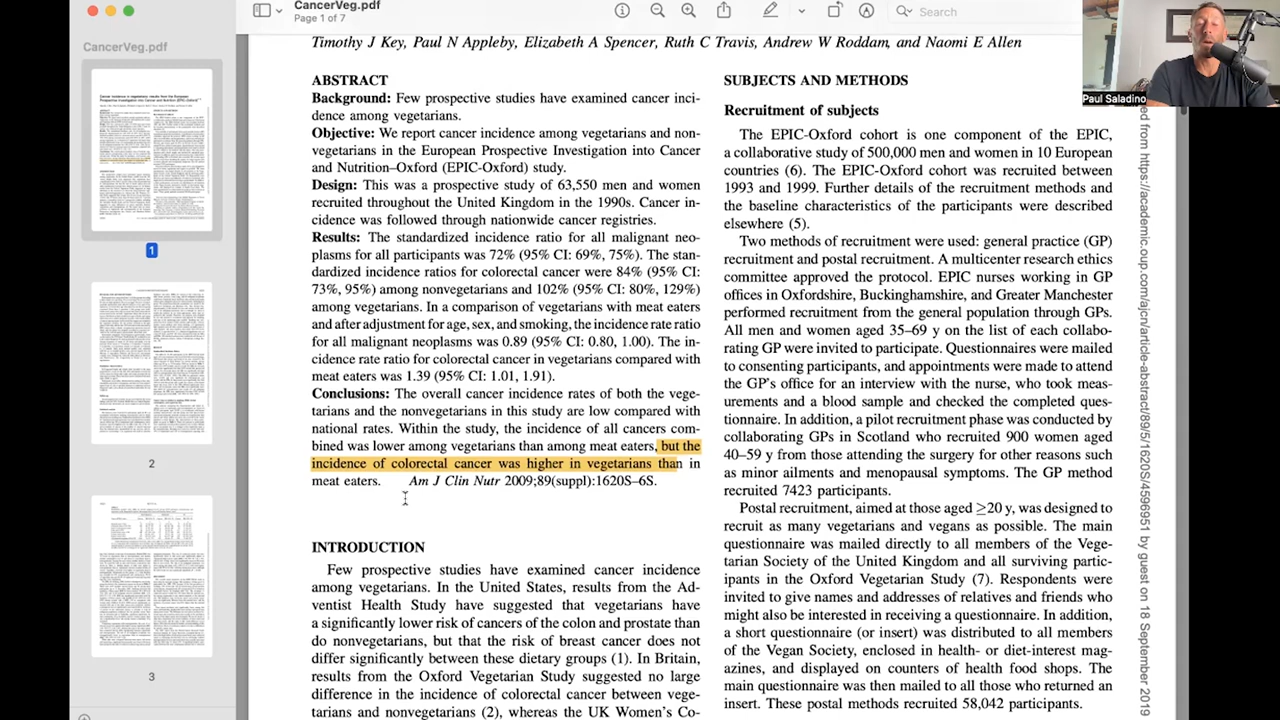 CancerVeg.pdf
Page 1 of 7
Search
CancerVeg.pdf
1
2
3
Paul Saladino
Timothy J Key, Paul N Appleby, Elizabeth A Spencer, Ruth C Travis, Andrew W Roddam, and Naomi E Allen
ABSTRACT
Background: Few prospective studies have examined cancer inci-
dence among vegetarians.
Objective: We report cancer incidence among vegetarians and non-
vegetarians in the European Prospective Investigation into Cancer
and Nutrition (EPIC-Oxford) study.
Design: This was a prospective study of 63,550 men and women
recruited throughout the United Kingdom in the 1990s. Cancer in-
cidence was followed through nationwide cancer registries.
Results: The standardized incidence ratio for all malignant neo-
plasms for all participants was 72% (95% CI: 69%, 75%). The stan-
dardized incidence ratios for colorectal cancer were 84% (95% CI:
73%, 95%) among nonvegetarians and 102% (95% CI: 80%, 129%)
among vegetarians. In a comparison of vegetarians with meat eaters
and after adjustment for age, sex, and smoking, the incidence rate ratio
for all malignant neoplasms was 0.89 (95% CI: 0.80, 1.00). The in-
cidence rate ratio for colorectal cancer in vegetarians compared with
meat eaters was 1.39 (95% CI: 1.01, 1.91).
Conclusions: The overall cancer incidence rates of both the vege-
tarians and the nonvegetarians in this study are low compared with
national rates. Within the study, the incidence of all cancers com-
bined was lower among vegetarians than among meat eaters, but the
incidence of colorectal cancer was higher in vegetarians than in
meat eaters. Am J Clin Nutr 2009;89(suppl):1620S–6S.
INTRODUCTION
Few prospective studies have examined cancer incidence
among vegetarians. In the United States, results from the Ad-
ventist Health Study have suggested that vegetarians have
a significantly lower risk of cancers of the colon and prostate than
do nonvegetarians, but that the risk of breast cancer does not
differ significantly between these dietary groups (1). In Britain,
results from the Oxford Vegetarian Study suggested no large
difference in the incidence of colorectal cancer between vege-
tarians and nonvegetarians (2), whereas the UK Women's Co-
SUBJECTS AND METHODS
Recruitment of subjects
The EPIC-Oxford cohort is one component of the EPIC,
a collaboration of >500,000 men and women in 10 European
countries (6). The EPIC-Oxford cohort was recruited between
1993 and 1999; further details of the recruitment methods and
the baseline characteristics of the participants were described
elsewhere (5).
Two methods of recruitment were used: general practice (GP)
recruitment and postal recruitment. A multicenter research ethics
committee approved the protocol. EPIC nurses working in GP
offices in Oxfordshire, Buckinghamshire, and Greater Manchester
performed recruitment from the general population through GPs.
All men and women aged 35–69 y on the list of each collabo-
rating GP were invited to participate. Questionnaires were mailed
to consenting participants, and appointments were made to attend
the GP's office for an interview with the nurse, who took meas-
urements and a blood sample and checked the completed ques-
tionnaire. In addition, a small recruitment phase was conducted by
collaborating GPs in Scotland who recruited 900 women aged
40–59 y from those attending the surgery for other reasons such
as minor ailments and menopausal symptoms. The GP method
recruited 7423 participants.
Postal recruitment, aimed at those aged ≥20 y, was designed to
recruit as many vegetarians and vegans as possible. The main
questionnaire was mailed directly to all members of the Vege-
tarian Society of the United Kingdom and all surviving partic-
ipants in the Oxford Vegetarian Study (7). Respondents were
invited to give names and addresses of relatives and friends who
might also be interested in receiving a questionnaire. In addition,
a short questionnaire (an insert) was distributed to all members
of the Vegan Society, enclosed in health- or diet-interest mag-
azines, and displayed on counters of health food shops. The
main questionnaire was then mailed to all those who returned an
insert. These postal methods recruited 58,042 participants.
ed from https://academic.oup.com/ajcn/article-abstract/89/5/1620S/4596951 by guest on 18 September 2019